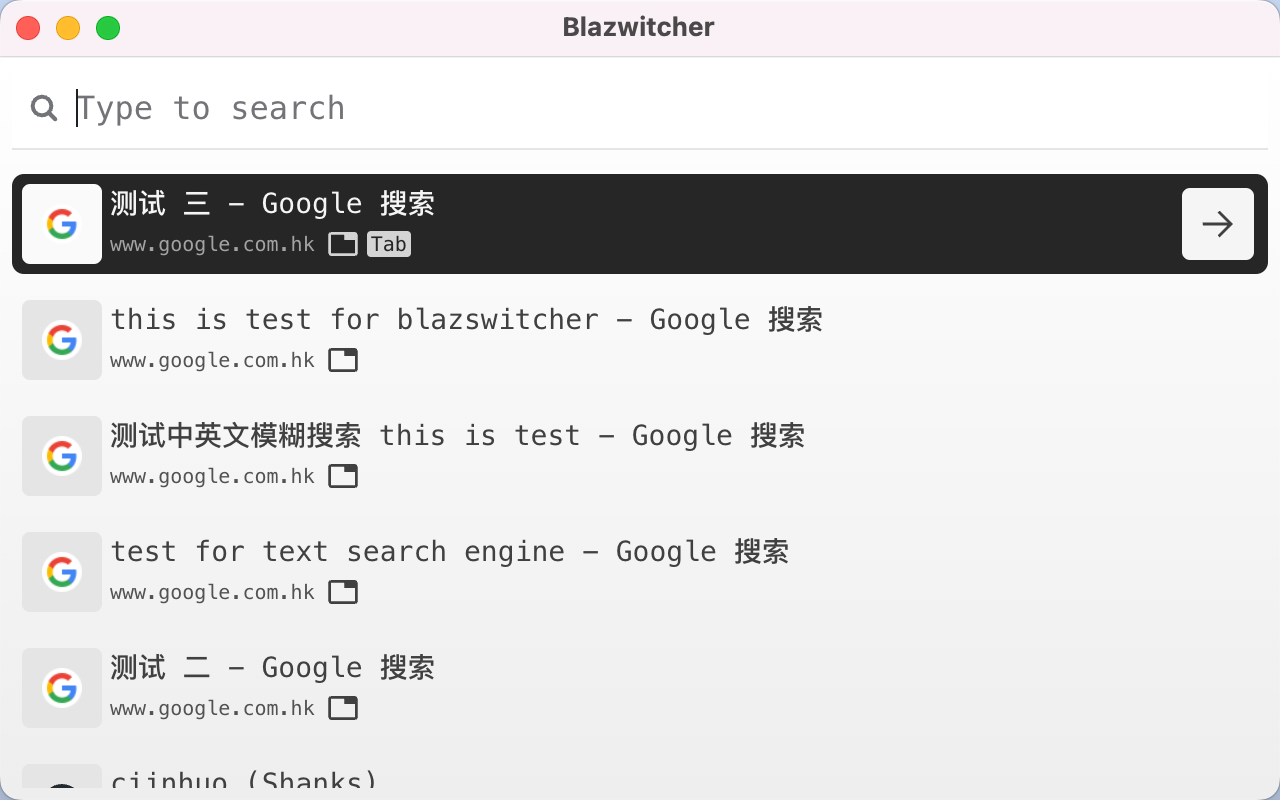 Blazwitcher
Type to search
测试 三 - Google 搜索
www.google.com.hk Tab
this is test for blazswitcher - Google 搜索
www.google.com.hk
测试中英文模糊搜索 this is test - Google 搜索
www.google.com.hk
test for text search engine - Google 搜索
www.google.com.hk
测试 二 - Google 搜索
www.google.com.hk
cjinhuo (Shanks)